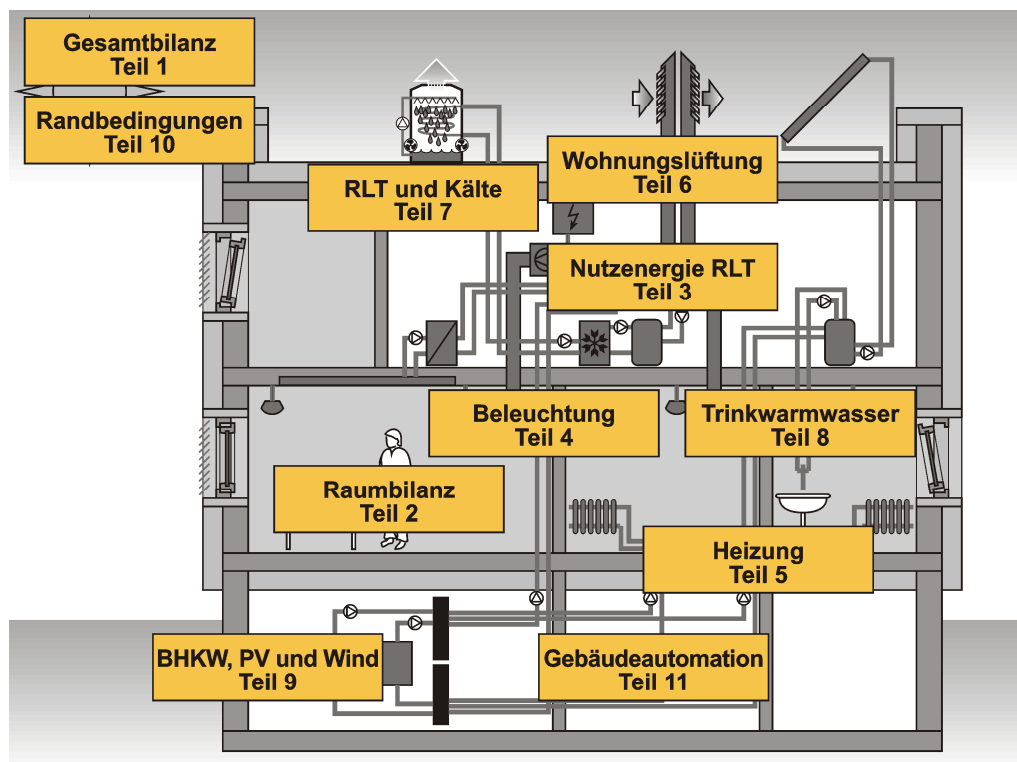 Gesamtbilanz
Teil 1
Randbedingungen
Teil 10
Wohnungslüftung
Teil 6
RLT und Kälte
Teil 7
Nutzenergie RLT
Teil 3
Beleuchtung
Teil 4
Trinkwarmwasser
Teil 8
Raumbilanz
Teil 2
Heizung
Teil 5
BHKW, PV und Wind
Teil 9
Gebäudeautomation
Teil 11